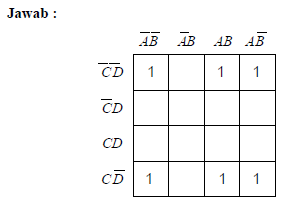 Jawab :
A̅B̅ A̅B AB AB̅
C̅D̅ 1 1 1
C̅D
CD
CD̅ 1 1 1